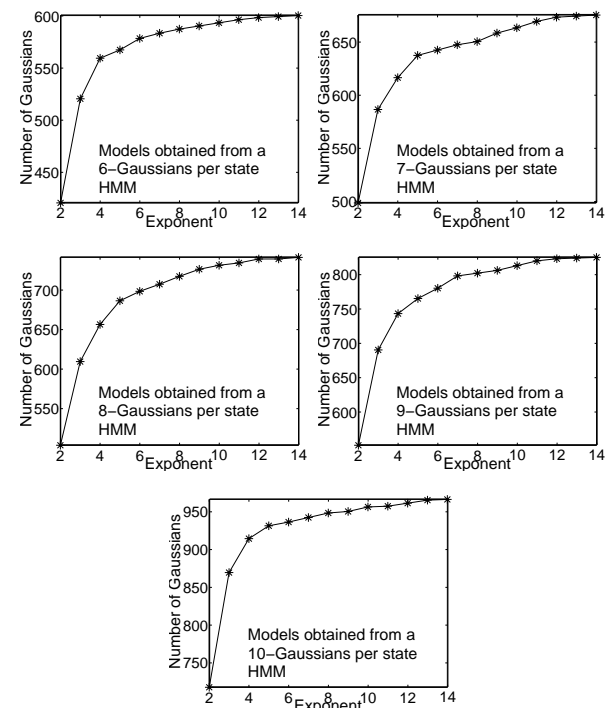 600
550
500
450
Number of Gaussians
Models obtained from a
6−Gaussians per state
HMM
2 4 6 8 10 12 14
Exponent
650
600
550
500
Number of Gaussians
Models obtained from a
7−Gaussians per state
HMM
2 4 6 8 10 12 14
Exponent
700
650
600
550
Number of Gaussians
Models obtained from a
8−Gaussians per state
HMM
2 4 6 8 10 12 14
Exponent
800
750
700
650
600
Number of Gaussians
Models obtained from a
9−Gaussians per state
HMM
2 4 6 8 10 12 14
Exponent
950
900
850
800
750
Number of Gaussians
Models obtained from a
10−Gaussians per state
HMM
2 4 6 8 10 12 14
Exponent